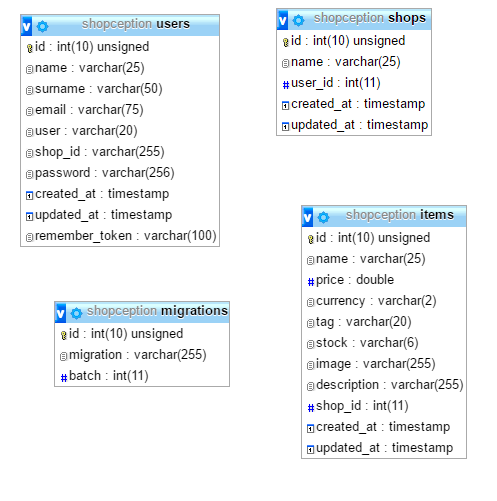 shopception users
id : int(10) unsigned
name : varchar(25)
surname : varchar(50)
email : varchar(75)
user : varchar(20)
shop_id : varchar(255)
password : varchar(256)
created_at : timestamp
updated_at : timestamp
remember_token : varchar(100)
shopception shops
id : int(10) unsigned
name : varchar(25)
user_id : int(11)
created_at : timestamp
updated_at : timestamp
shopception items
id : int(10) unsigned
name : varchar(25)
price : double
currency : varchar(2)
tag : varchar(20)
stock : varchar(6)
image : varchar(255)
description : varchar(255)
shop_id : int(11)
created_at : timestamp
updated_at : timestamp
shopception migrations
id : int(10) unsigned
migration : varchar(255)
batch : int(11)